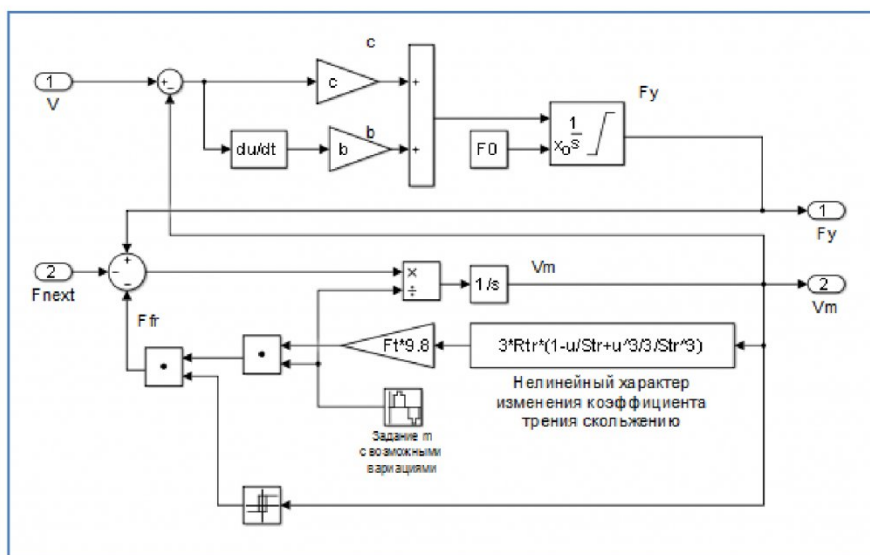 c
1
V
+
−
c
+
Fy
b
du/dt
b
+
F0
1
s
xo
1
Fy
2
Fnext
−
+
−
×
÷
Vm
1/s
2
Vm
Ffr
Ft*9.8
3*Rtr*(1-u/Str+u^3/3/Str^3)
Нелинейный характер
изменения коэффициента
трения скольжению
Задание m
с возможными
вариациями